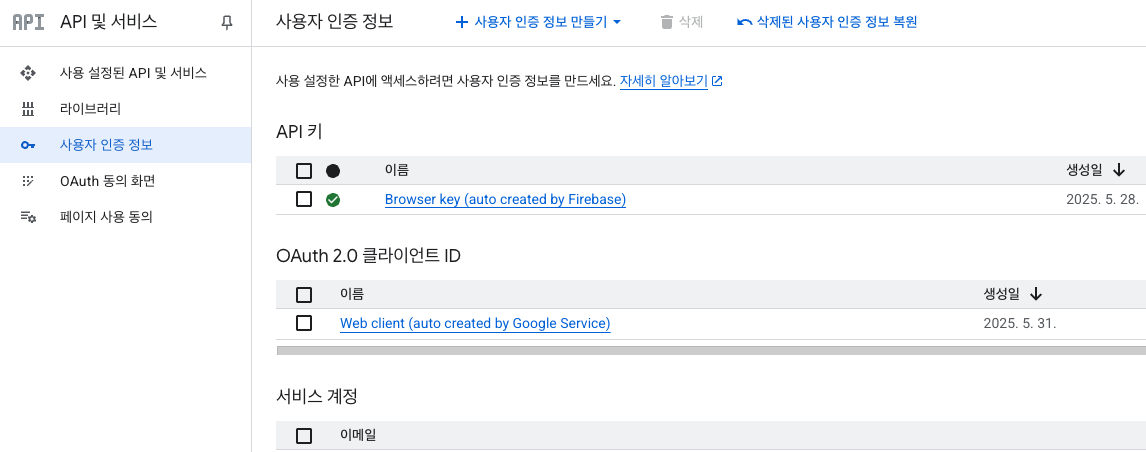 API API 및 서비스
사용자 인증 정보
사용자 인증 정보 만들기
삭제
삭제된 사용자 인증 정보 복원
사용 설정된 API 및 서비스
라이브러리
사용자 인증 정보
OAuth 동의 화면
페이지 사용 동의
사용 설정한 API에 액세스하려면 사용자 인증 정보를 만드세요. 자세히 알아보기
API 키
이름 생성일
Browser key (auto created by Firebase) 2025. 5. 28.
OAuth 2.0 클라이언트 ID
이름 생성일
Web client (auto created by Google Service) 2025. 5. 31.
서비스 계정
이메일